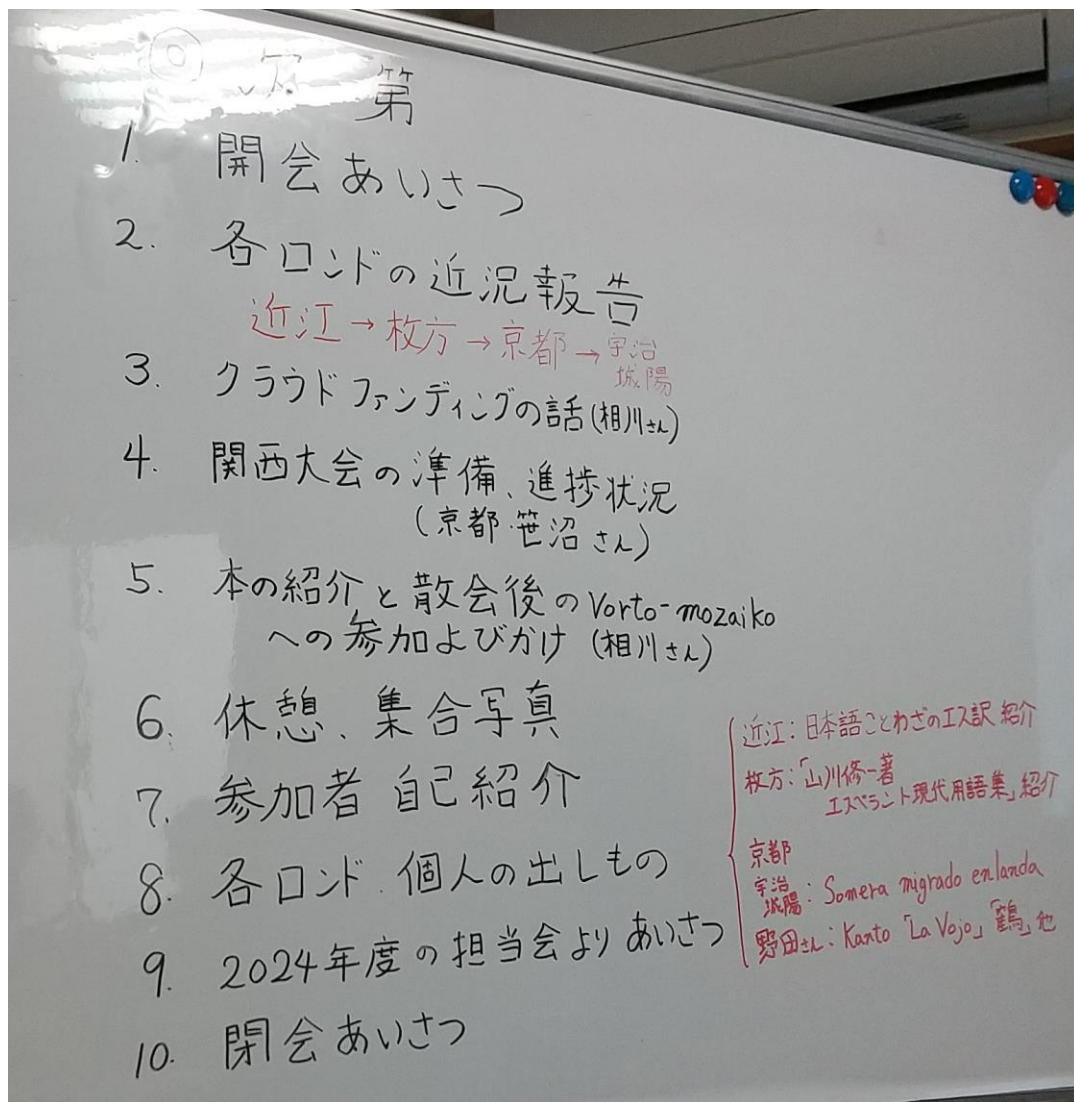 ◎ 次第
1. 開会あいさつ
2. 各ロンドの近況報告
近江→枚方→京都→宇治
城陽
3. クラウドファンディングの話(相川さん)
4. 関西大会の準備、進捗状況
(京都・笹沼さん)
5. 本の紹介と散会後のVorto-mozaiko
への参加よびかけ(相川さん)
6. 休憩、集合写真
7. 参加者 自己紹介
8. 各ロンド・個人の出しもの
近江:日本語ことわざのエス訳 紹介
枚方:「山川修一著
エスペラント現代用語集」紹介
京都
宇治
城陽:Somera migrado enlanda
野田さん:Kanto「La Vojo」「鶴」他
9. 2024年度の担当会より あいさつ
10. 閉会あいさつ